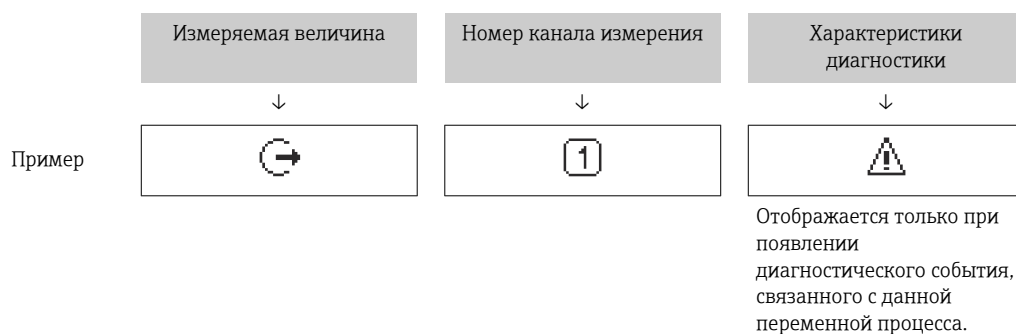 Измеряемая величина
Номер канала измерения
Характеристики
диагностики
↓ ↓ ↓
Пример
1
Отображается только при
появлении
диагностического события,
связанного с данной
переменной процесса.